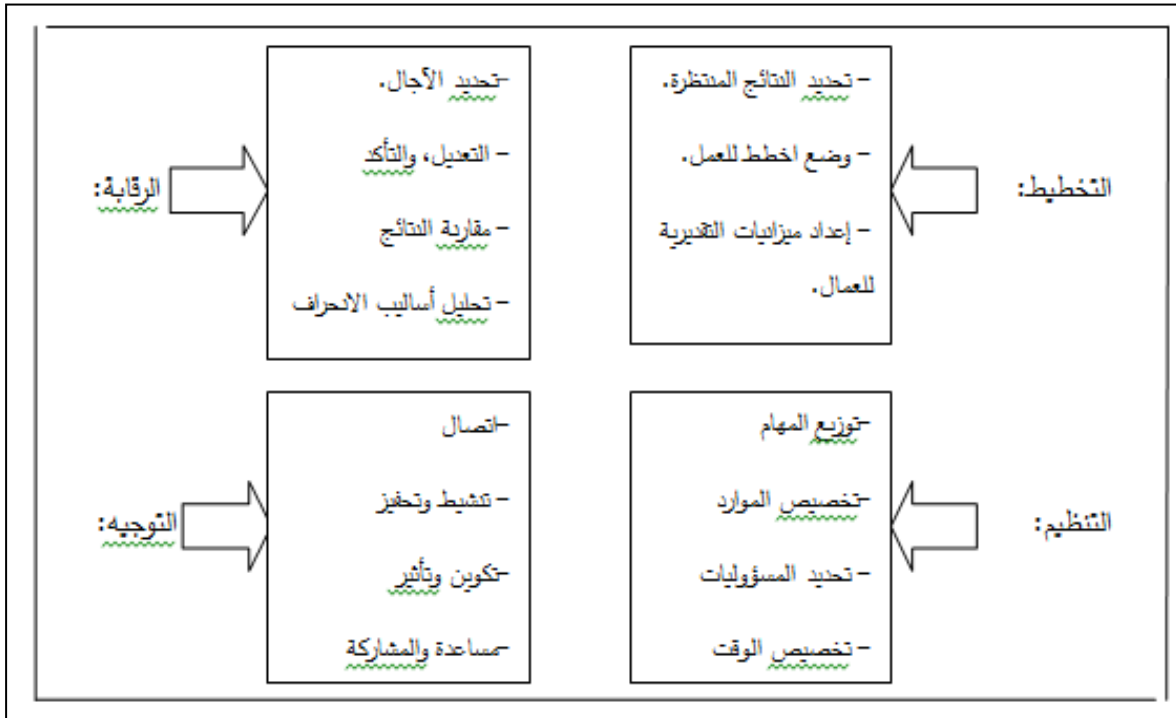 التخطيط:
- تحديد النتائج المنتظرة.
- وضع اخطط للعمل.
- إعداد ميزانيات التقديرية
للعمال.
الرقابة:
-تحديد الآجال.
- التعديل، والتأكد
- مقارنة النتائج
- تحليل أساليب الانحراف
التنظيم:
-توزيع المهام
-تخصيص الموارد
- تحديد المسؤوليات
- تخصيص الوقت
التوجيه:
-اتصال
- تنشيط وتحفيز
-تكوين وتأثير
-مساعدة والمشاركة